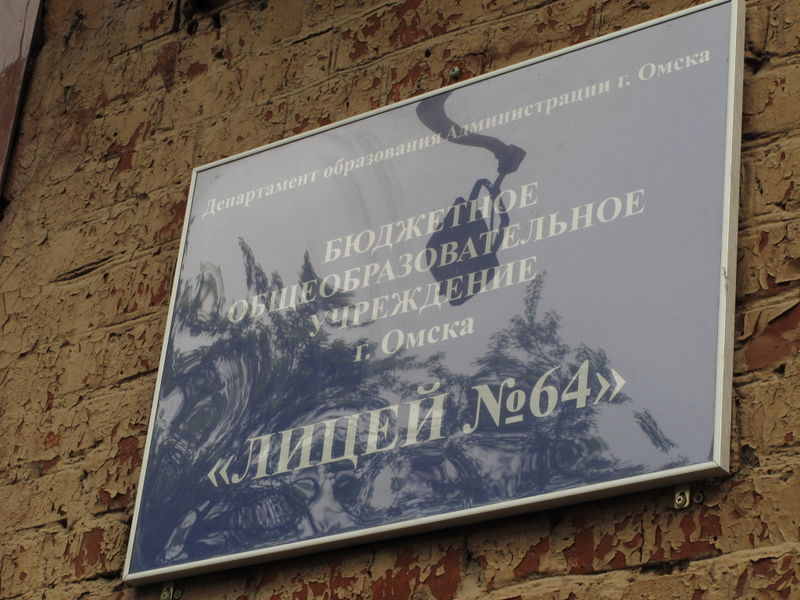 Департамент образования Администрации г. Омска
БЮДЖЕТНОЕ
ОБЩЕОБРАЗОВАТЕЛЬНОЕ
УЧРЕЖДЕНИЕ
г. Омска
«ЛИЦЕЙ №64»